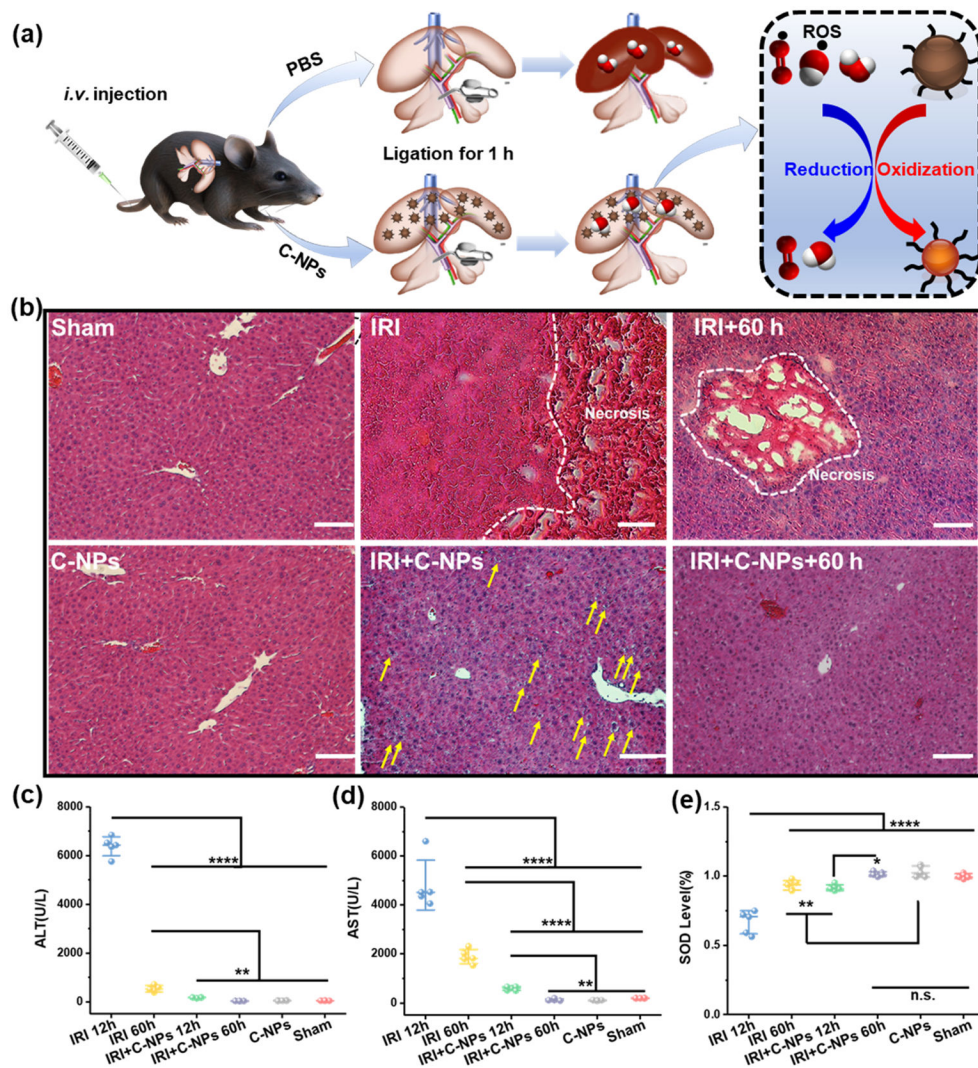 (a)
i.v. injection
PBS
C-NPs
Ligation for 1 h
ROS
Reduction
Oxidization
(b)
Sham
IRI
Necrosis
IRI+60 h
Necrosis
C-NPs
IRI+C-NPs
IRI+C-NPs+60 h
(c)
ALT(U/L)
8000
6000
4000
2000
0
****
**
IRI 12h
IRI 60h
IRI+C-NPs 12h
IRI+C-NPs 60h
C-NPs
Sham
(d)
AST(U/L)
8000
6000
4000
2000
0
****
****
**
IRI 12h
IRI 60h
IRI+C-NPs 12h
IRI+C-NPs 60h
C-NPs
Sham
(e)
SOD Level(%)
1.5
1.0
0.5
0.0
****
*
**
n.s.
IRI 12h
IRI 60h
IRI+C-NPs 12h
IRI+C-NPs 60h
C-NPs
Sham